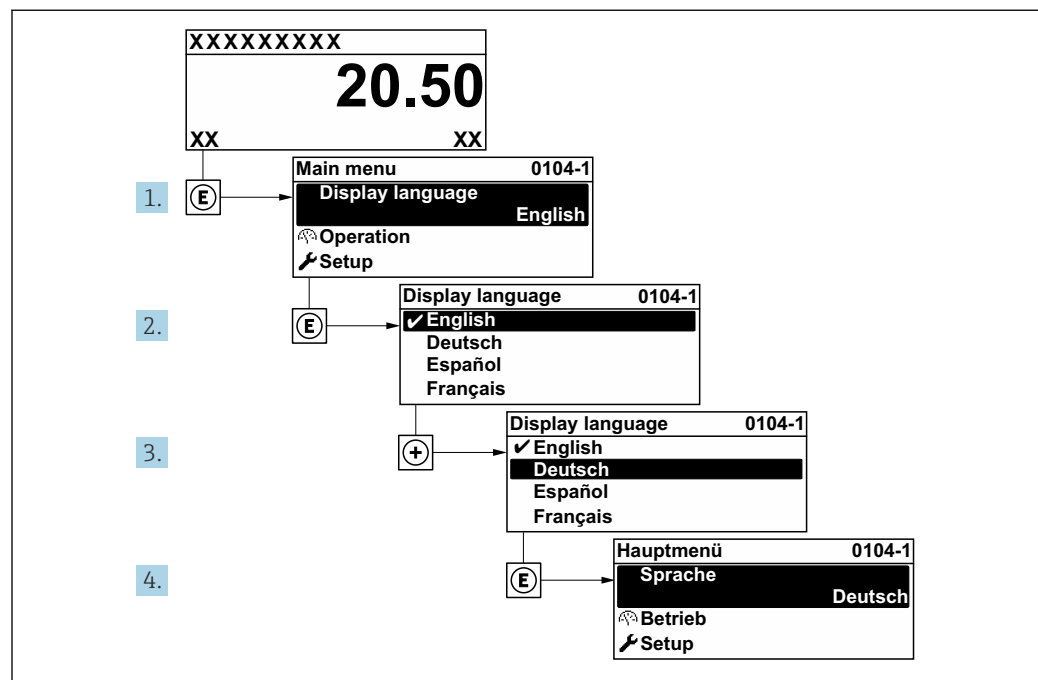 XXXXXXXXX
20.50
XX XX
1. E
Main menu 0104-1
Display language
English
Operation
Setup
2. E
Display language 0104-1
✔ English
Deutsch
Español
Français
3. +
Display language 0104-1
✔ English
Deutsch
Español
Français
4. E
Hauptmenü 0104-1
Sprache
Deutsch
Betrieb
Setup